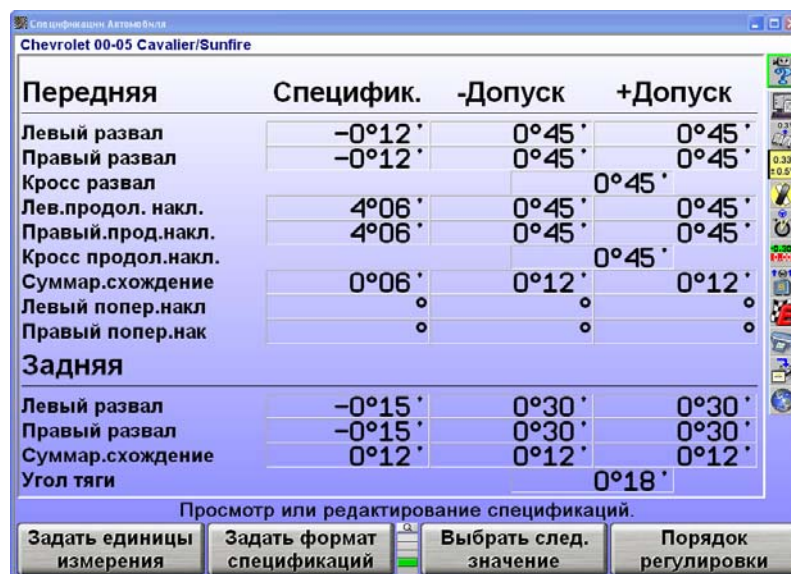 Спецификации Автомобиля
Chevrolet 00-05 Cavalier/Sunfire
Передняя Специфик. -Допуск +Допуск
Левый развал -0°12' 0°45' 0°45'
Правый развал -0°12' 0°45' 0°45'
Кросс развал 0°45'
Лев.продол. накл. 4°06' 0°45' 0°45'
Правый.прод.накл. 4°06' 0°45' 0°45'
Кросс продол.накл. 0°45'
Суммар.схождение 0°06' 0°12' 0°12'
Левый попер.накл ° ° °
Правый попер.нак ° ° °
Задняя
Левый развал -0°15' 0°30' 0°30'
Правый развал -0°15' 0°30' 0°30'
Суммар.схождение 0°12' 0°12' 0°12'
Угол тяги 0°18'
Просмотр или редактирование спецификаций.
Задать единицы измерения
Задать формат спецификаций
Выбрать след. значение
Порядок регулировки